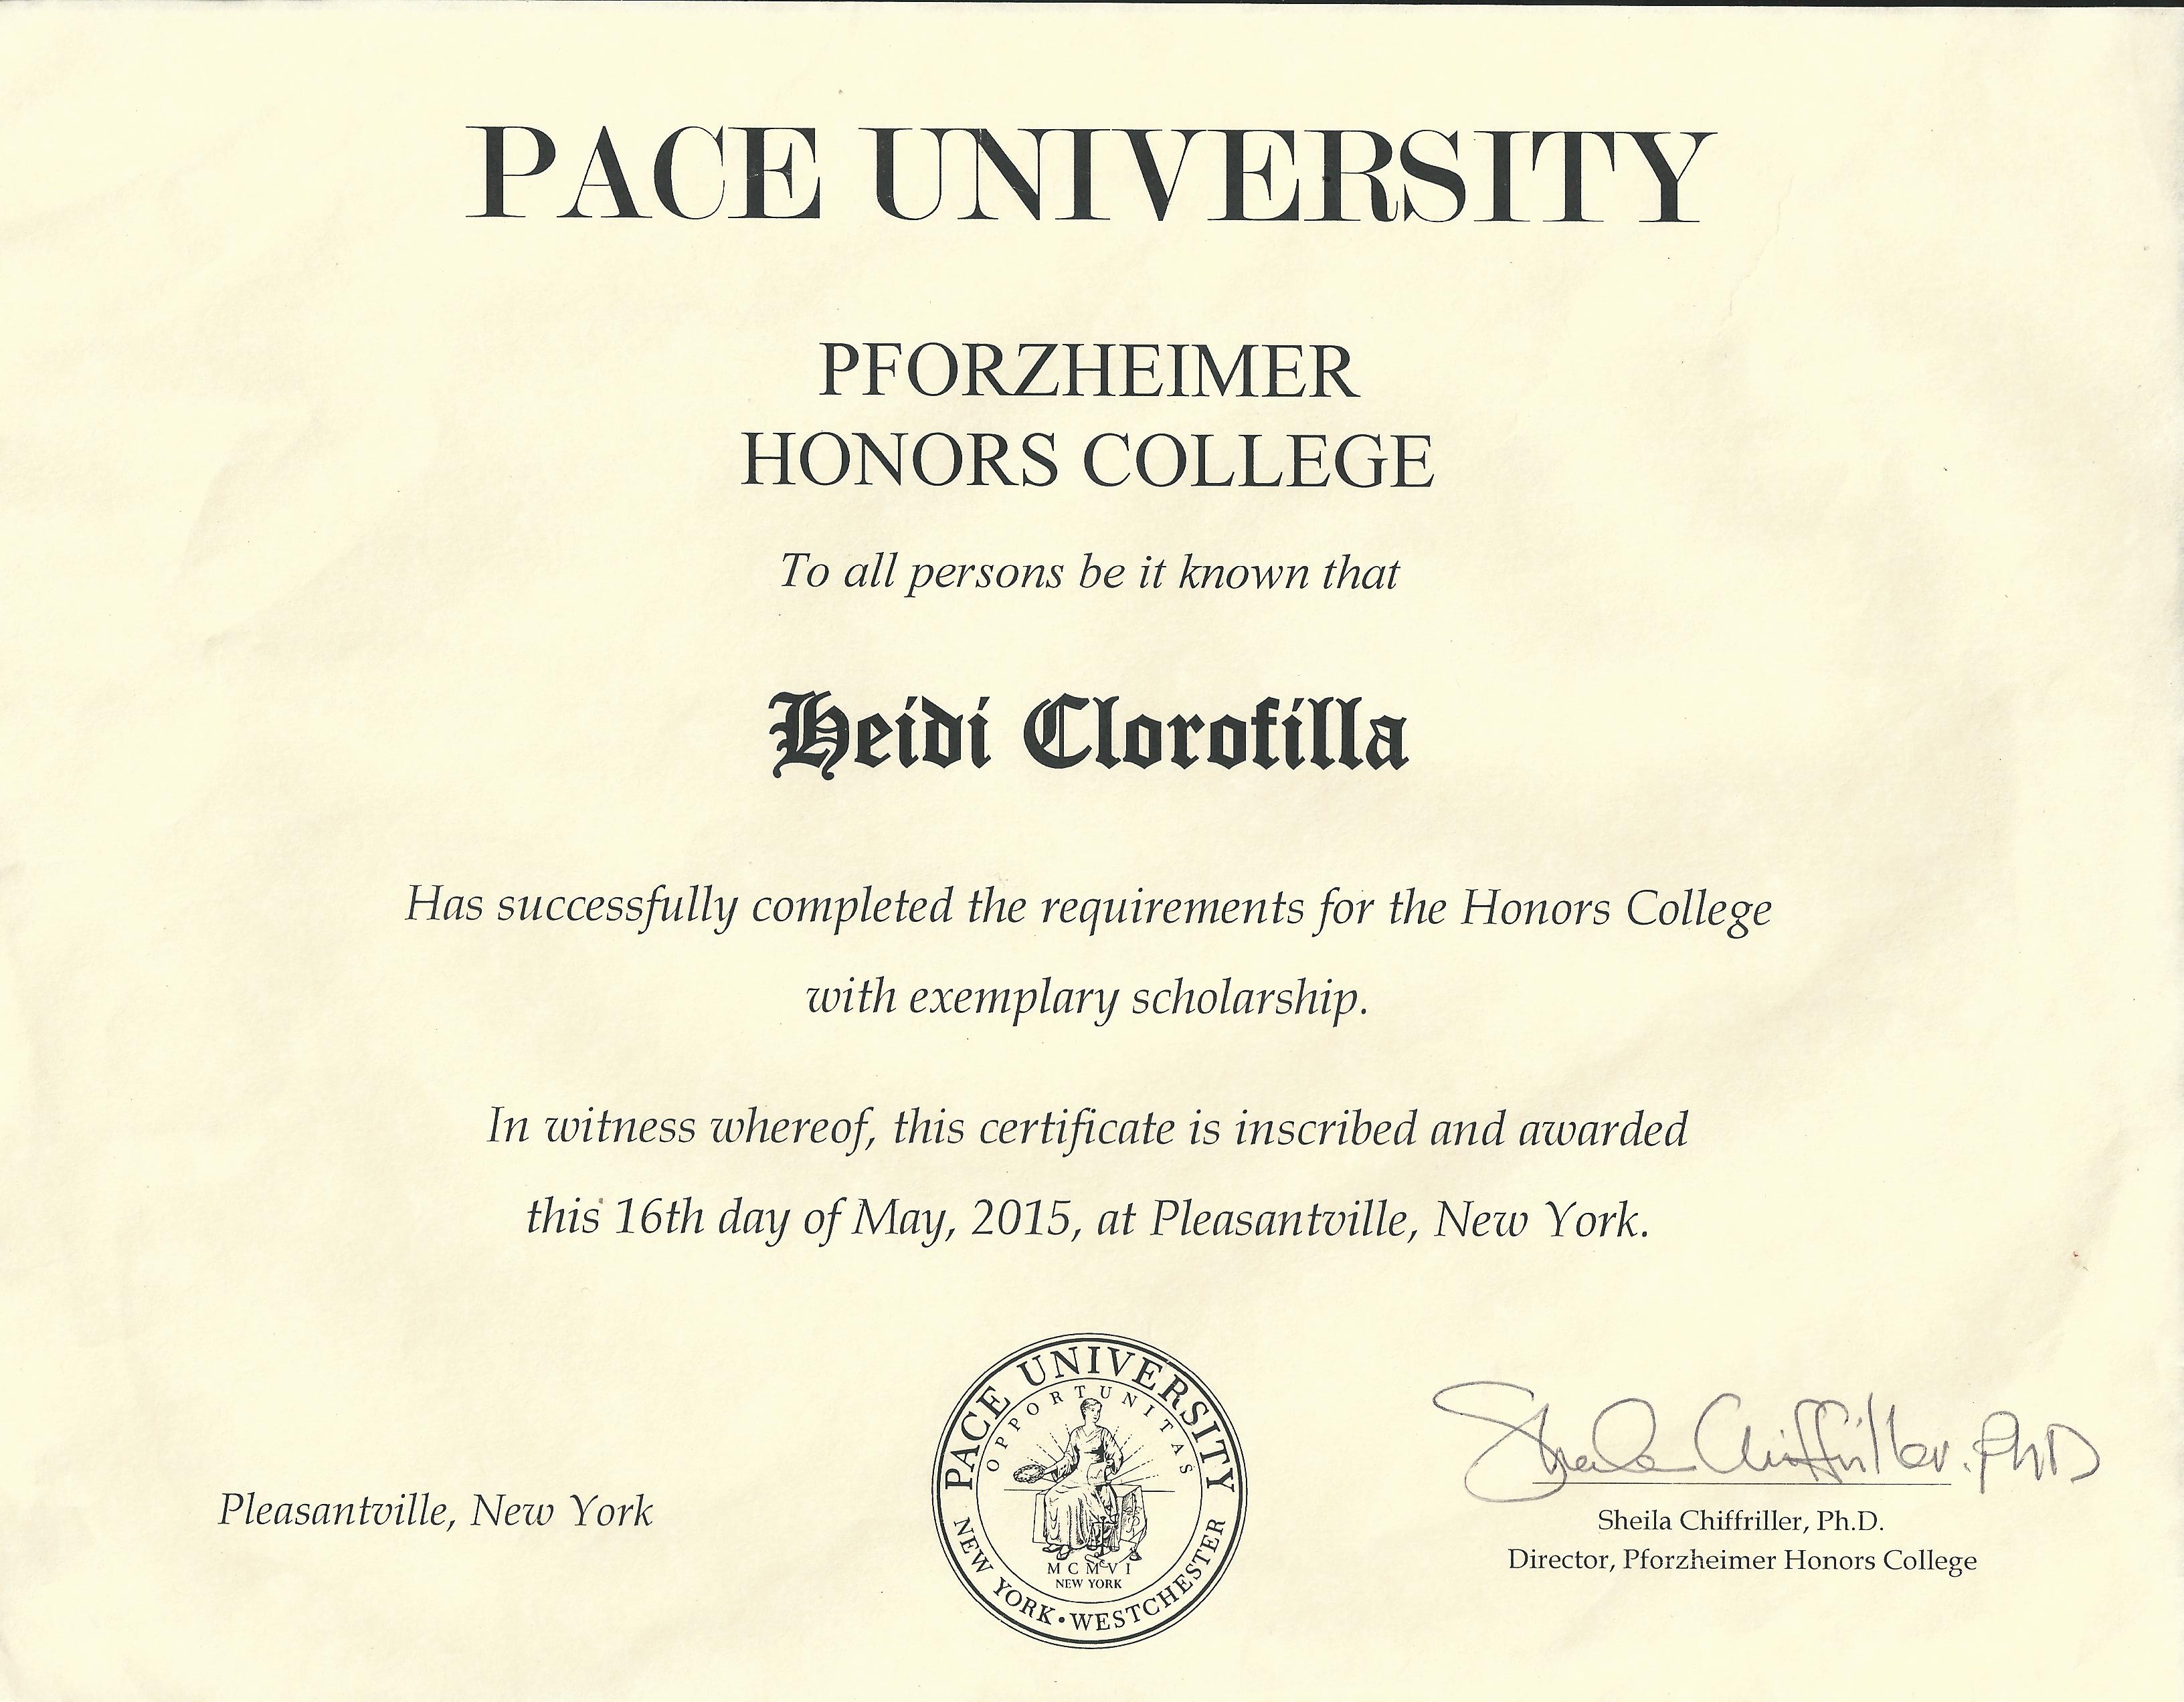 PACE UNIVERSITY
PFORZHEIMER
HONORS COLLEGE
To all persons be it known that
Heidi Clorofilla
Has successfully completed the requirements for the Honors College
with exemplary scholarship.
In witness whereof, this certificate is inscribed and awarded
this 16th day of May, 2015, at Pleasantville, New York.
Pleasantville, New York
PACE UNIVERSITY
OPPORTUNITAS
MCMVI
NEW YORK
NEW YORK • WESTCHESTER
Sheila Chiffriller, PhD
Sheila Chiffriller, Ph.D.
Director, Pforzheimer Honors College